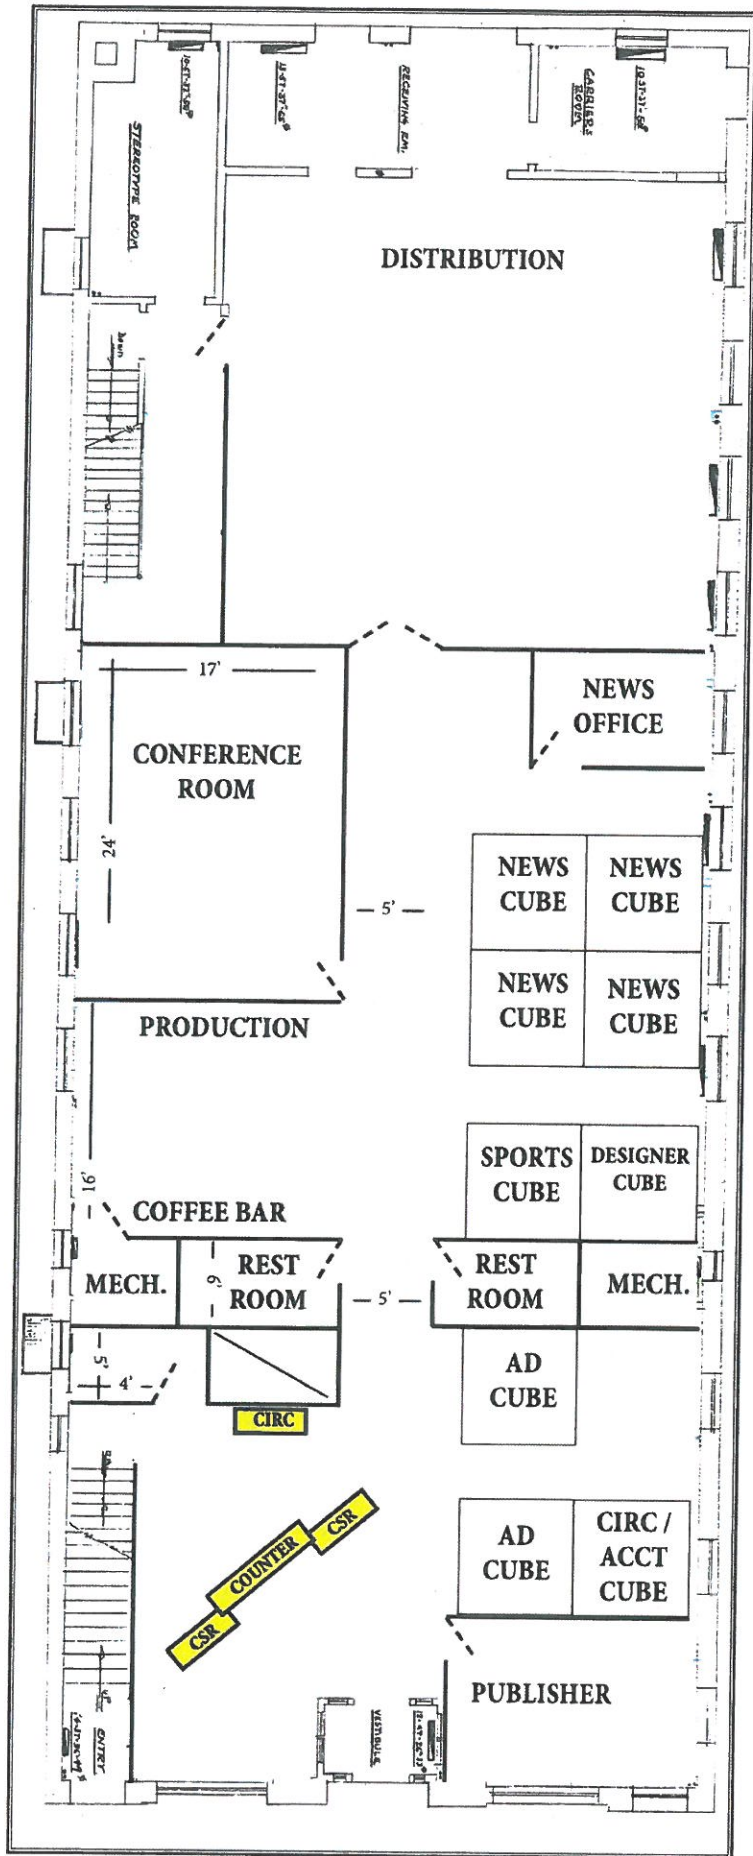 STEREOTYPE ROOM
RECEIVING RM.
CARRIERS
ROOM
DISTRIBUTION
Down
17'
CONFERENCE
ROOM
24'
NEWS
OFFICE
NEWS
CUBE
NEWS
CUBE
5'
NEWS
CUBE
NEWS
CUBE
PRODUCTION
16'
SPORTS
CUBE
DESIGNER
CUBE
COFFEE BAR
MECH.
REST
ROOM
6'
5'
REST
ROOM
MECH.
5'
4'
AD
CUBE
CIRC
CSR
COUNTER
CSR
AD
CUBE
CIRC /
ACCT
CUBE
PUBLISHER
VESTIBULE
ENTRY